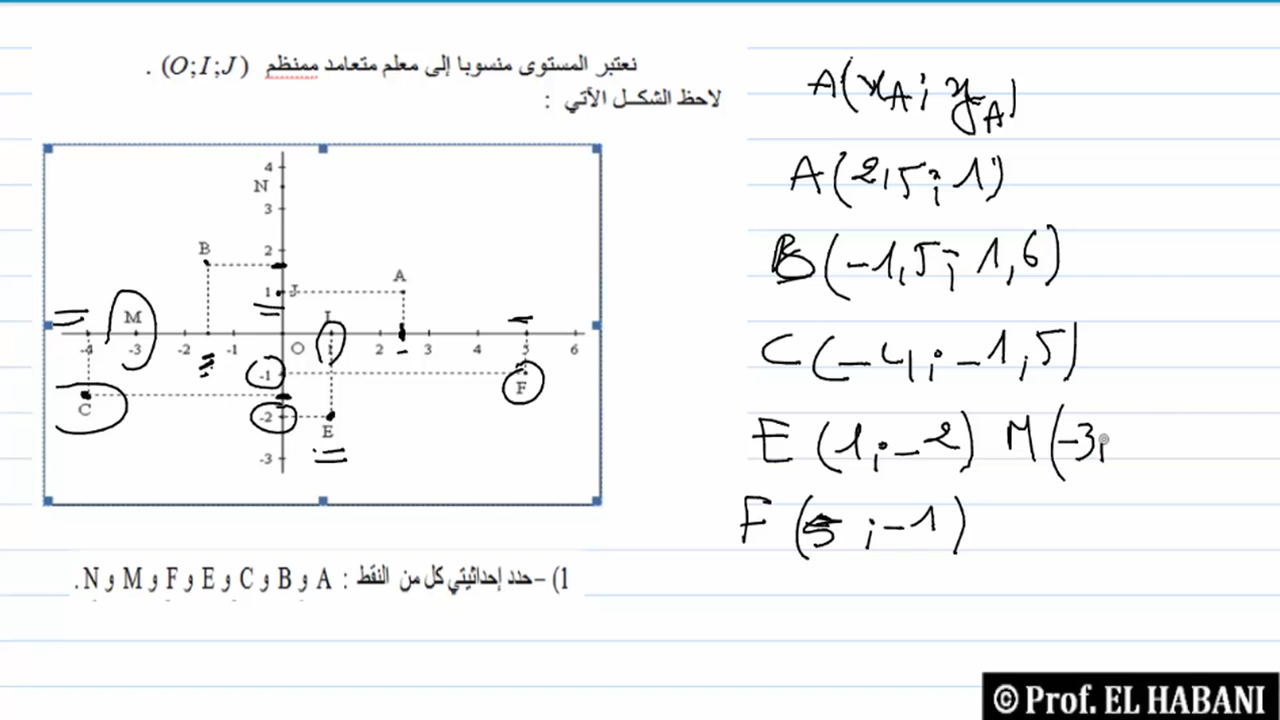 نعتبر المستوى منسوبا إلى معلم متعامد ممنظم (O;I;J) .
لاحظ الشكـل الآتي :
4
N
3
B
2
A
1 J
M I
-4 -3 -2 -1 O 1 2 3 4 5 6
-1
F
C
-2
E
-3
1) –حدد إحداثيتي كل من النقط : A و B و C و E و F و M و N .
A(xA ; yA)
A(2,5 ; 1)
B(-1,5 ; 1,6)
C(-4 ; -1,5)
E(1 ; -2) M(-3;
F(5 ; -1)
© Prof. EL HABANI